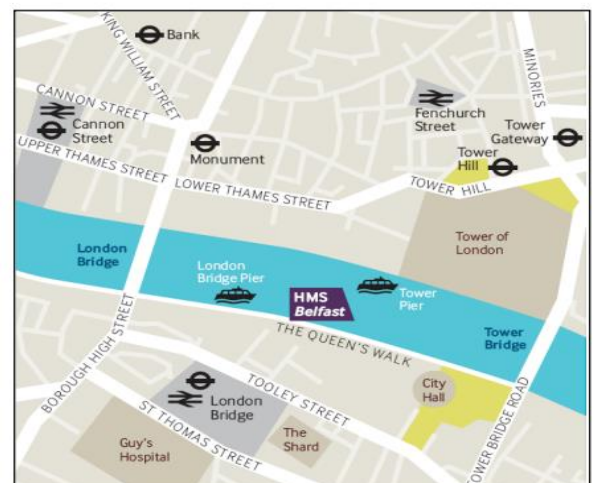 KING WILLIAM STREET
Bank
MINORIES
CANNON STREET
Cannon
Street
Fenchurch
Street
Tower
Gateway
Monument
Tower
Hill
UPPER THAMES STREET
LOWER THAMES STREET
TOWER HILL
Tower of
London
London
Bridge
London
Bridge Pier
HMS
Belfast
Tower
Pier
THE QUEEN'S WALK
Tower
Bridge
BOROUGH HIGH STREET
City
Hall
TOOLEY STREET
London
Bridge
ST THOMAS STREET
The
Shard
Guy's
Hospital
TOWER BRIDGE ROAD